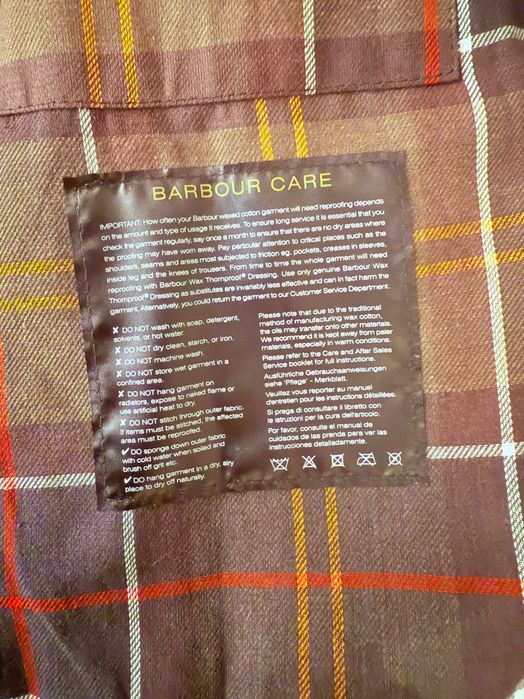 BARBOUR CARE
IMPORTANT: How often your Barbour waxed cotton garment will need reproofing depends
on the amount and type of usage it receives. To ensure long service it is essential that you
check the garment regularly, say once a month to ensure that there are no dry areas where
the proofing may have worn away. Pay particular attention to critical places such as the
shoulders, seams and areas most subjected to friction eg. pockets, creases in sleeves,
inside leg and the knees of trousers. From time to time the whole garment will need
reproofing with Barbour Wax Thornproof® Dressing. Use only genuine Barbour Wax
Thornproof® Dressing as substitutes are invariably less effective and can in fact harm the
garment. Alternatively, you could return the garment to our Customer Service Department.
✘ DO NOT wash with soap, detergent,
solvents, or hot water.
✘ DO NOT dry clean, starch, or iron.
✘ DO NOT machine wash.
✘ DO NOT store wet garment in a
confined area.
✘ DO NOT hang garment on
radiators, expose to naked flame or
use artificial heat to dry.
✘ DO NOT stitch through outer fabric.
If items must be stitched, the affected
area must be reproofed.
✔ DO sponge down outer fabric
with cold water when soiled and
brush off grit etc.
✔ DO hang garment in a dry, airy
place to dry off naturally.
Please note that due to the traditional
method of manufacturing wax cotton,
the oils may transfer onto other materials.
We recommend it is kept away from paler
materials, especially in warm conditions.
Please refer to the Care and After Sales
Service booklet for full instructions.
Ausführliche Gebrauchsanweisungen
siehe 'Pflege' - Merkblatt.
Veuillez vous reporter au manuel
d'entretien pour les instructions détaillées.
Si prega di consultare il libretto con
le istruzioni per la cura dell'articolo.
Por favor, consulte el manual de
cuidados de las prenda para ver las
instrucciones detalladamente.